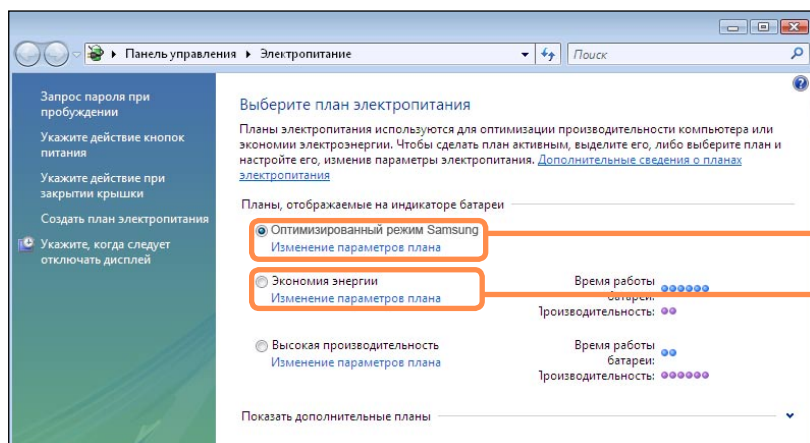 Панель управления ▸ Электропитание
Поиск
Запрос пароля при
пробуждении
Укажите действие кнопок
питания
Укажите действие при
закрытии крышки
Создать план электропитания
Укажите, когда следует
отключать дисплей
Выберите план электропитания
Планы электропитания используются для оптимизации производительности компьютера или
экономии электроэнергии. Чтобы сделать план активным, выделите его, либо выберите план и
настройте его, изменив параметры электропитания. Дополнительные сведения о планах
электропитания
Планы, отображаемые на индикаторе батареи
Оптимизированный режим Samsung
Изменение параметров плана
Экономия энергии
Изменение параметров плана
Время работы
батареи:
Производительность:
Высокая производительность
Изменение параметров плана
Время работы
батареи:
Производительность:
Показать дополнительные планы